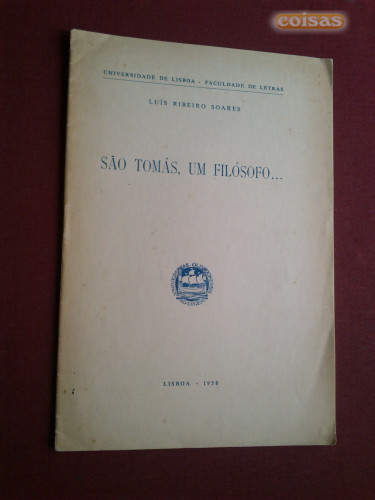 coisas
UNIVERSIDADE DE LISBOA - FACULDADE DE LETRAS
LUÍS RIBEIRO SOARES
SÃO TOMÁS, UM FILÓSOFO...
LISBOA - 1958